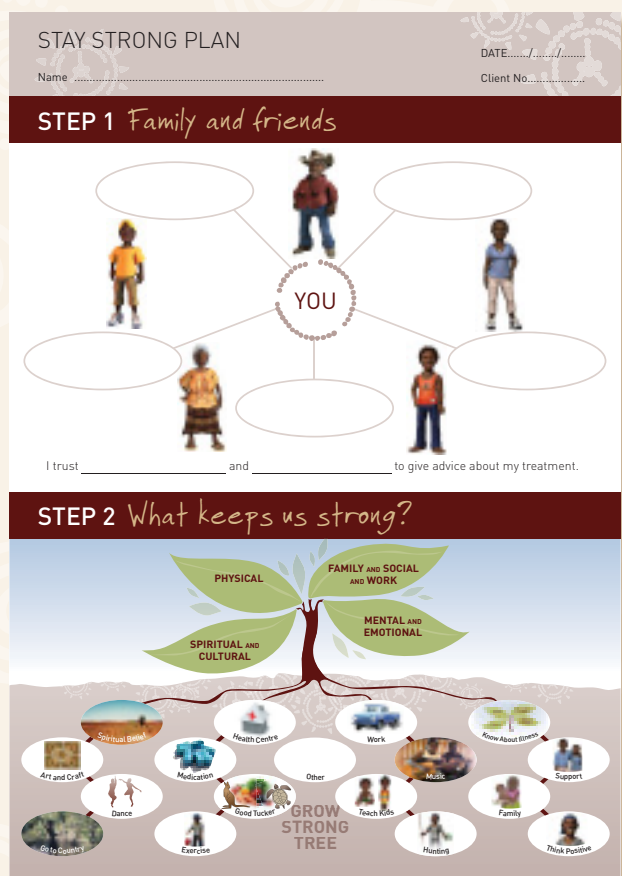 STAY STRONG PLAN
DATE......./......../........
Name ..............................................................................
Client No...................
STEP 1 Family and friends
YOU
I trust ______________________ and ______________________ to give advice about my treatment.
STEP 2 What keeps us strong?
PHYSICAL
FAMILY AND SOCIAL
AND WORK
SPIRITUAL AND
CULTURAL
MENTAL AND
EMOTIONAL
Spiritual Belief
Health Centre
Work
Know About Illness
Art and Craft
Medication
Other
Music
Support
Dance
Good Tucker
Teach Kids
Family
GROW
STRONG
TREE
Go to Country
Exercise
Hunting
Think Positive